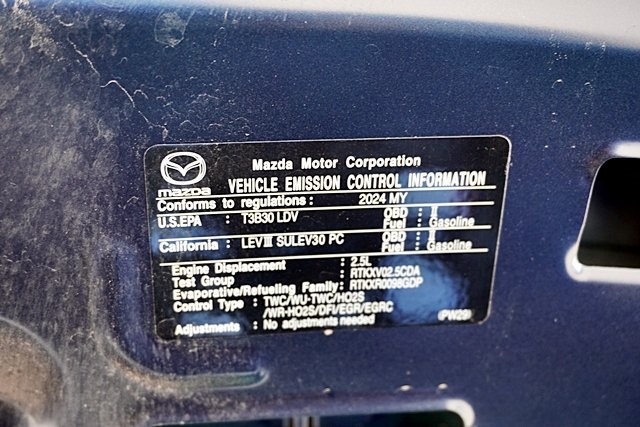 mazda
Mazda Motor Corporation
VEHICLE EMISSION CONTROL INFORMATION
Conforms to regulations : 2024 MY
U.S.EPA : T3B30 LDV OBD : I
Fuel : Gasoline
California : LEVⅢ SULEV30 PC OBD : I
Fuel : Gasoline
Engine Displacement : 2.5L
Test Group : RTKXV02.5CDA
Evaporative/Refueling Family: RTKXR0098GDP
Control Type : TWC/WU-TWC/HO2S
/WR-HO2S/DFI/EGR/EGRC
Adjustments : No adjustments needed (PW29)